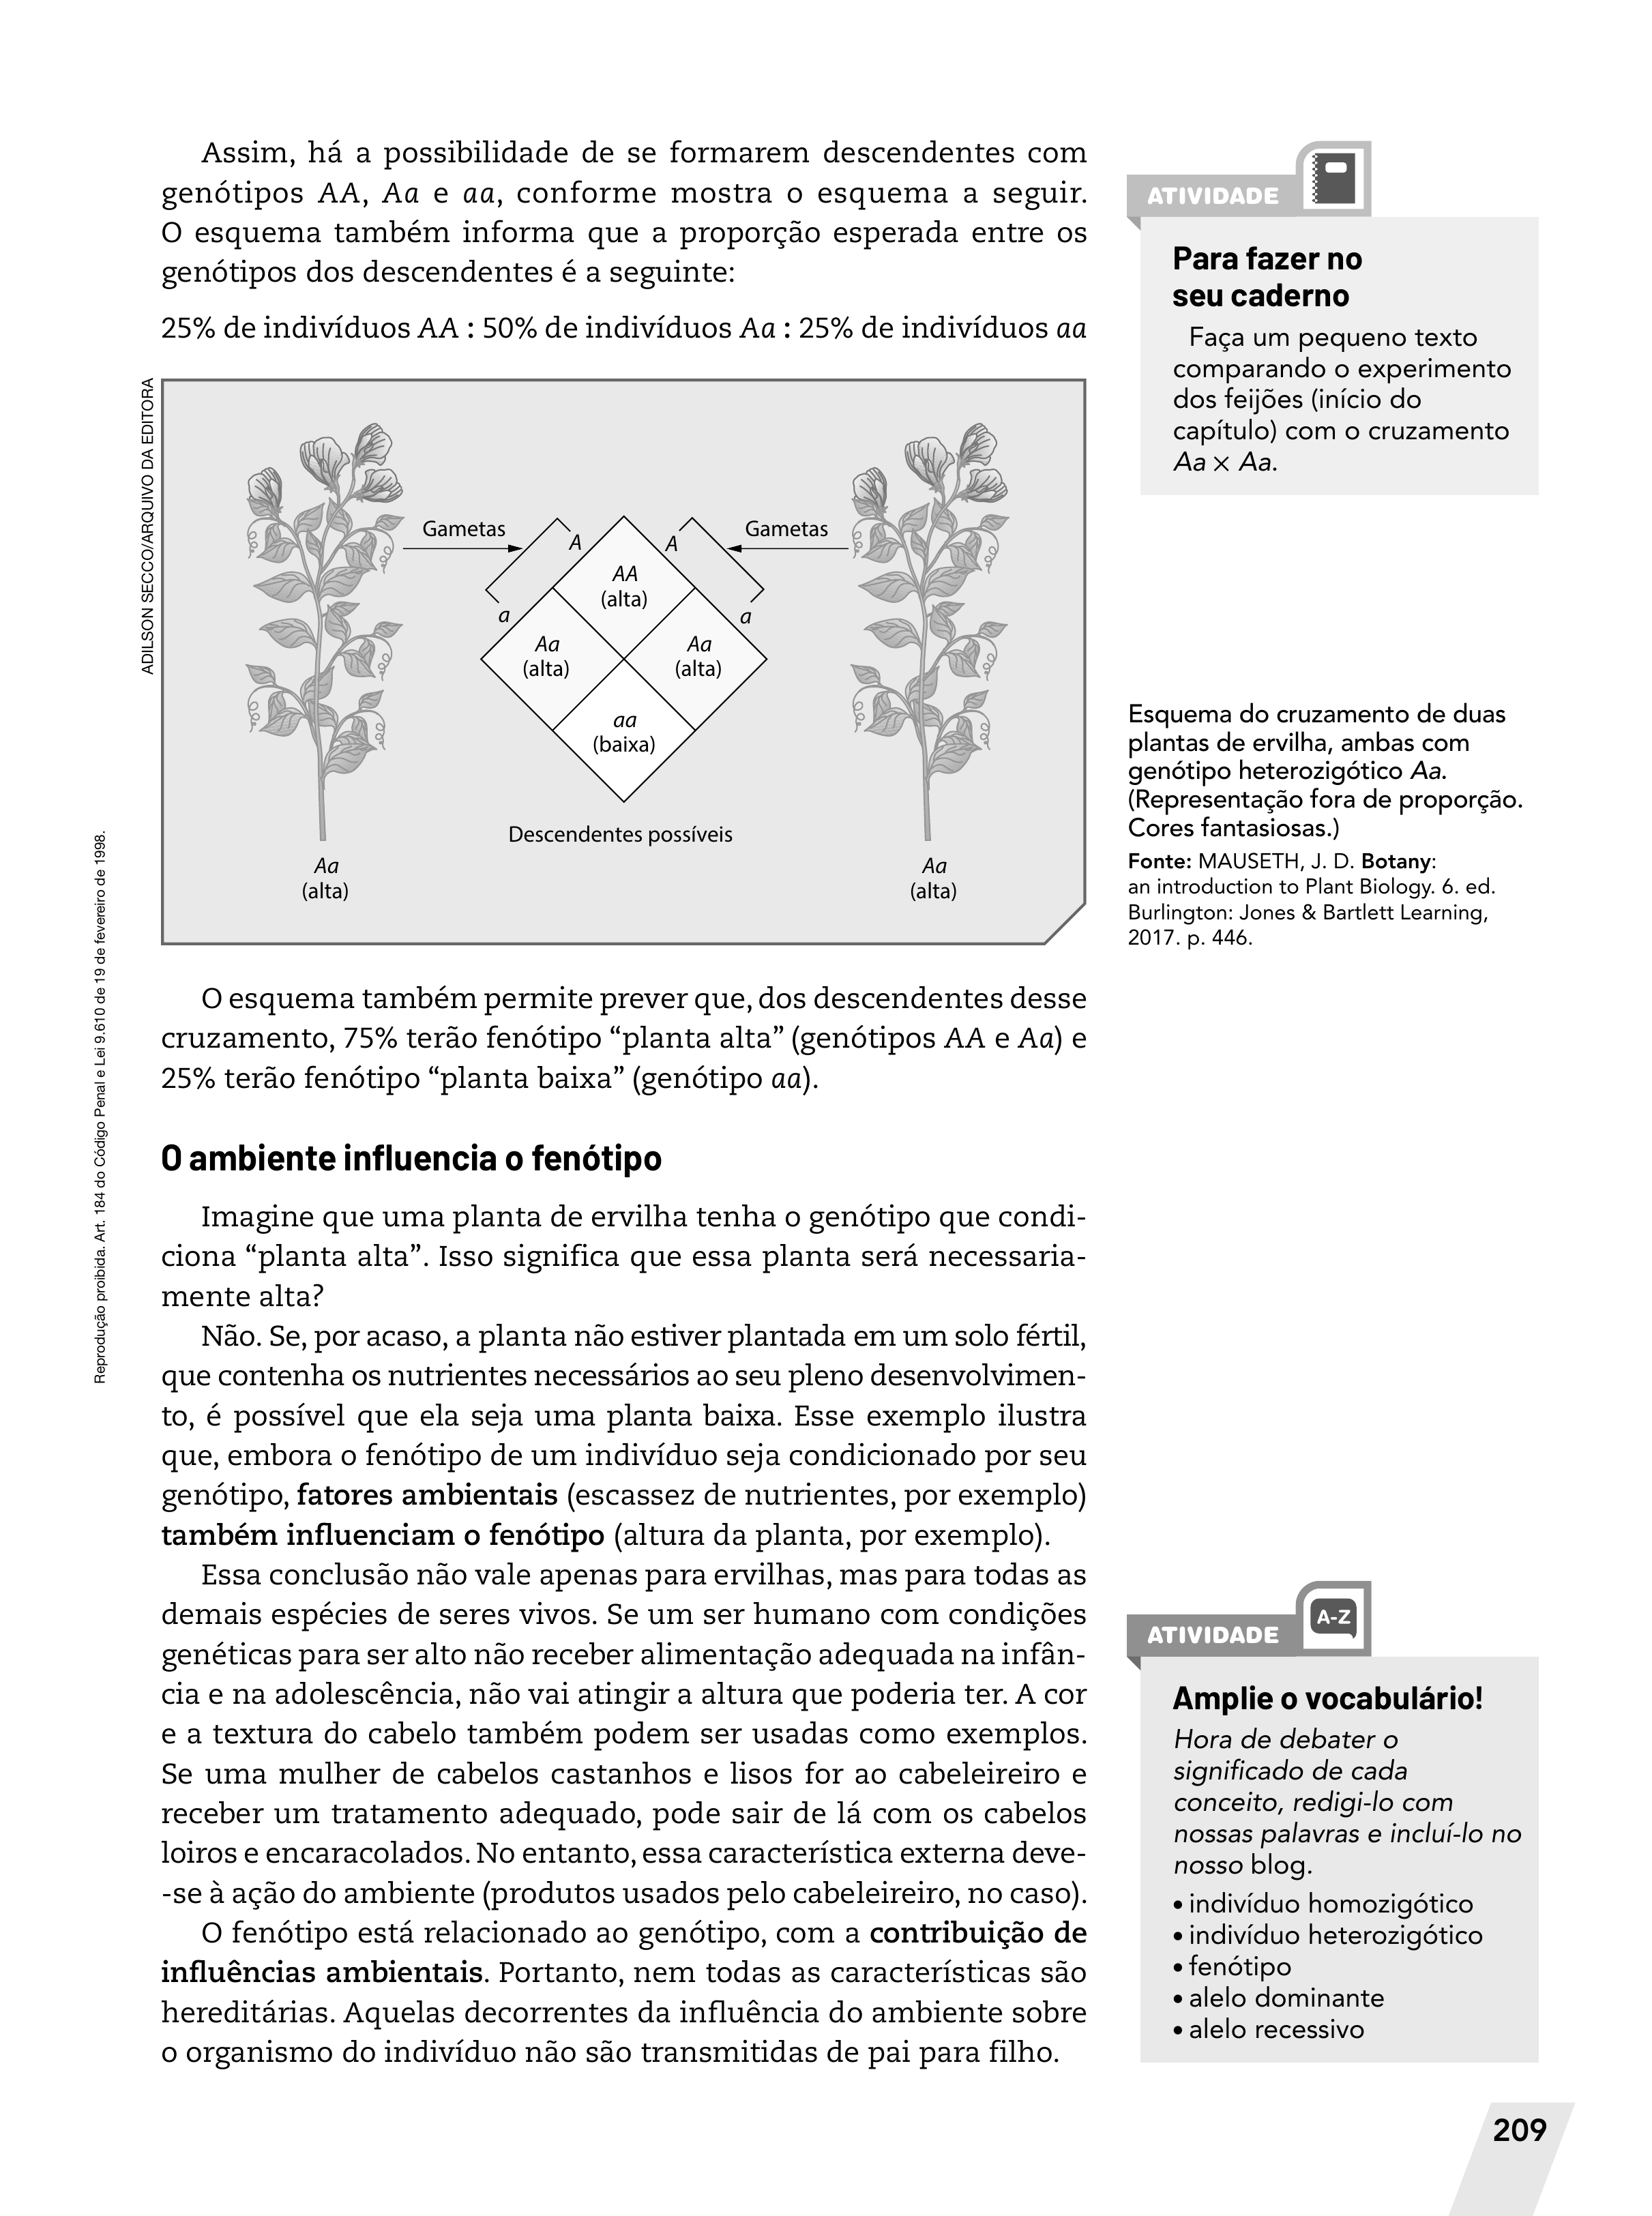 Assim, há a possibilidade de se formarem descendentes com
genótipos AA, Aa e aa, conforme mostra o esquema a seguir.
O esquema também informa que a proporção esperada entre os
genótipos dos descendentes é a seguinte:
25% de indivíduos AA : 50% de indivíduos Aa : 25% de indivíduos aa
ADILSON SECCO/ARQUIVO DA EDITORA
Gametas
A
a
Gametas
A
a
AA
(alta)
Aa
(alta)
Aa
(alta)
aa
(baixa)
Descendentes possíveis
Aa
(alta)
Aa
(alta)
ATIVIDADE
Para fazer no
seu caderno
Faça um pequeno texto
comparando o experimento
dos feijões (início do
capítulo) com o cruzamento
Aa × Aa.
Esquema do cruzamento de duas
plantas de ervilha, ambas com
genótipo heterozigótico Aa.
(Representação fora de proporção.
Cores fantasiosas.)
Fonte: MAUSETH, J. D. Botany:
an introduction to Plant Biology. 6. ed.
Burlington: Jones & Bartlett Learning,
2017. p. 446.
O esquema também permite prever que, dos descendentes desse
cruzamento, 75% terão fenótipo “planta alta” (genótipos AA e Aa) e
25% terão fenótipo “planta baixa” (genótipo aa).
O ambiente influencia o fenótipo
Imagine que uma planta de ervilha tenha o genótipo que condi-
ciona “planta alta”. Isso significa que essa planta será necessaria-
mente alta?
Não. Se, por acaso, a planta não estiver plantada em um solo fértil,
que contenha os nutrientes necessários ao seu pleno desenvolvimen-
to, é possível que ela seja uma planta baixa. Esse exemplo ilustra
que, embora o fenótipo de um indivíduo seja condicionado por seu
genótipo, fatores ambientais (escassez de nutrientes, por exemplo)
também influenciam o fenótipo (altura da planta, por exemplo).
Essa conclusão não vale apenas para ervilhas, mas para todas as
demais espécies de seres vivos. Se um ser humano com condições
genéticas para ser alto não receber alimentação adequada na infân-
cia e na adolescência, não vai atingir a altura que poderia ter. A cor
e a textura do cabelo também podem ser usadas como exemplos.
Se uma mulher de cabelos castanhos e lisos for ao cabeleireiro e
receber um tratamento adequado, pode sair de lá com os cabelos
loiros e encaracolados. No entanto, essa característica externa deve-
-se à ação do ambiente (produtos usados pelo cabeleireiro, no caso).
O fenótipo está relacionado ao genótipo, com a contribuição de
influências ambientais. Portanto, nem todas as características são
hereditárias. Aquelas decorrentes da influência do ambiente sobre
o organismo do indivíduo não são transmitidas de pai para filho.
ATIVIDADE
A-Z
Amplie o vocabulário!
Hora de debater o
significado de cada
conceito, redigi-lo com
nossas palavras e incluí-lo no
nosso blog.
• indivíduo homozigótico
• indivíduo heterozigótico
• fenótipo
• alelo dominante
• alelo recessivo
Reprodução proibida. Art. 184 do Código Penal e Lei 9.610 de 19 de fevereiro de 1998.
209